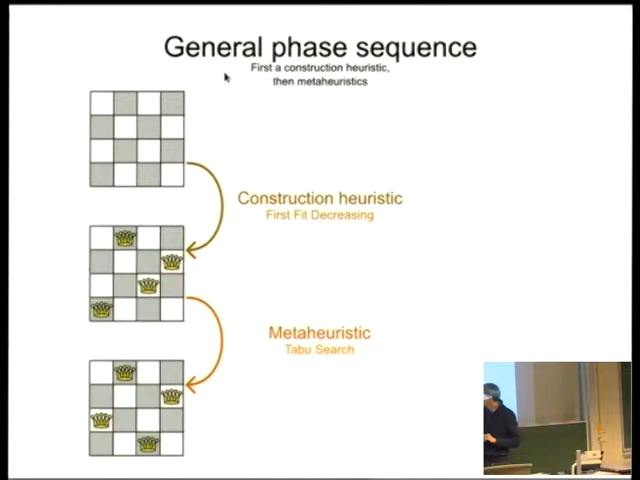 General phase sequence
First a construction heuristic,
then metaheuristics
Construction heuristic
First Fit Decreasing
Metaheuristic
Tabu Search